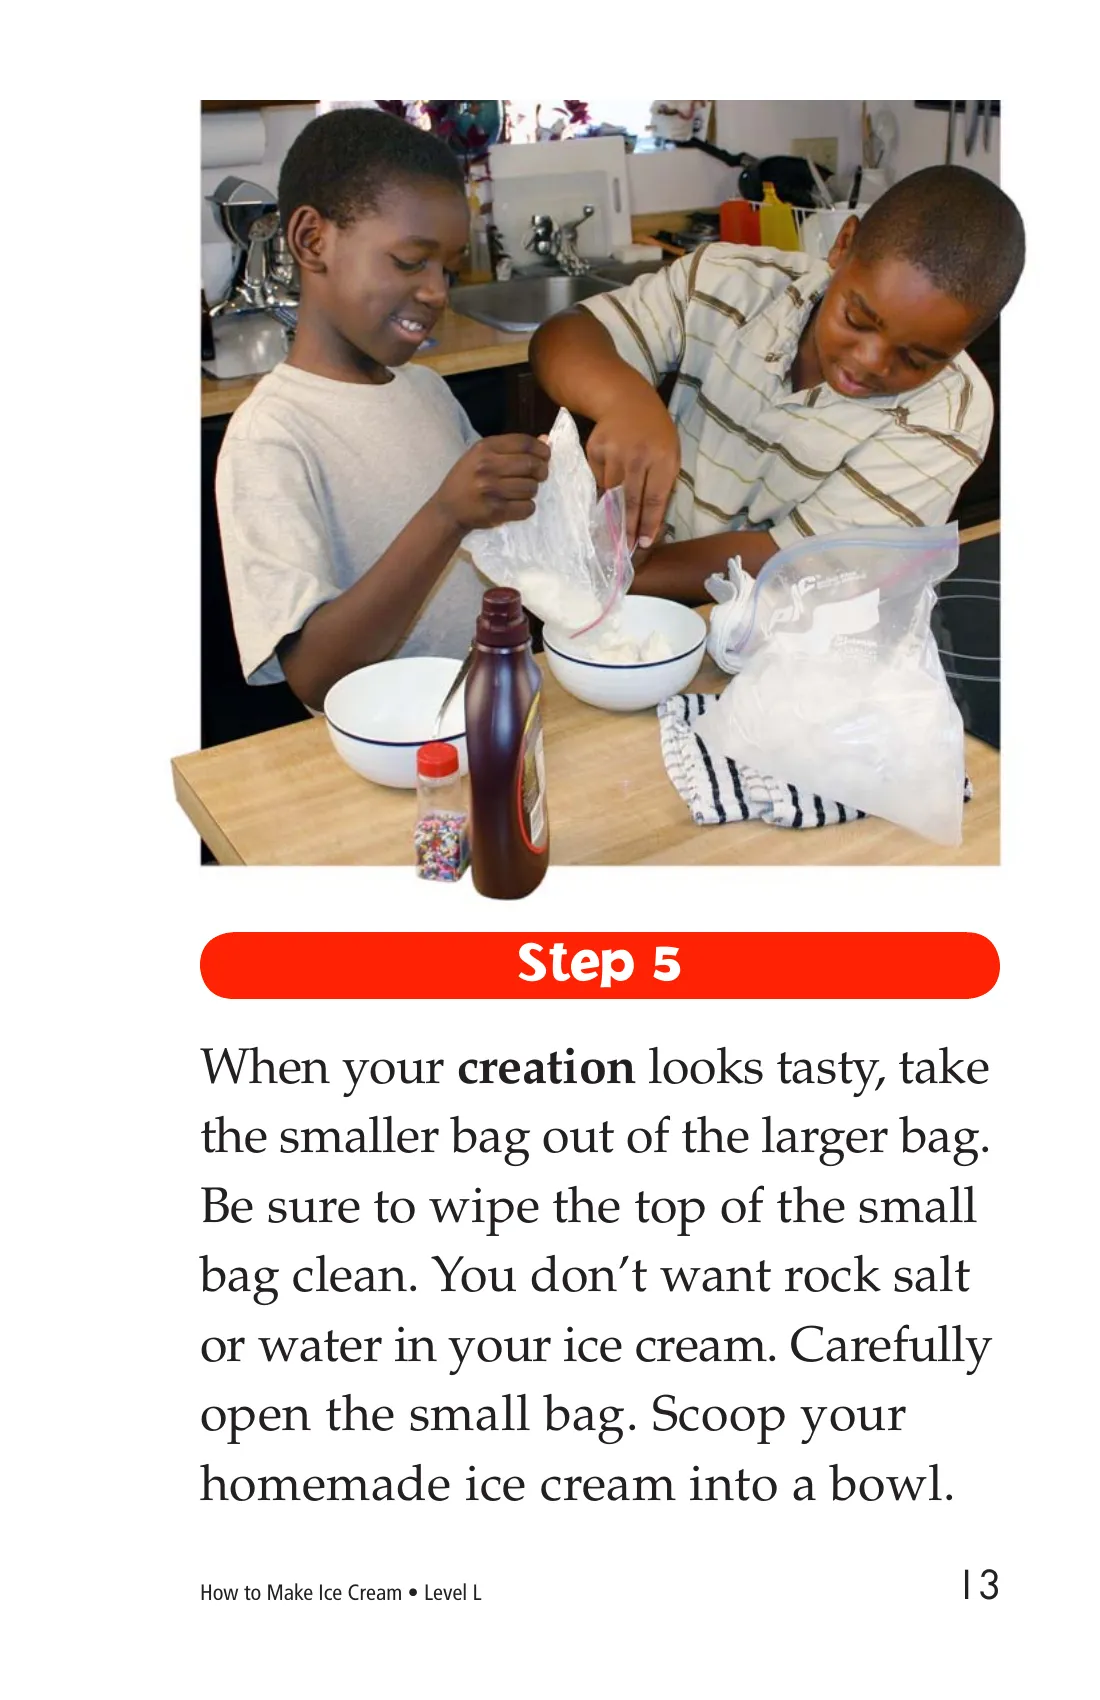 Step 5
When your creation looks tasty, take
the smaller bag out of the larger bag.
Be sure to wipe the top of the small
bag clean. You don’t want rock salt
or water in your ice cream. Carefully
open the small bag. Scoop your
homemade ice cream into a bowl.
How to Make Ice Cream • Level L
13